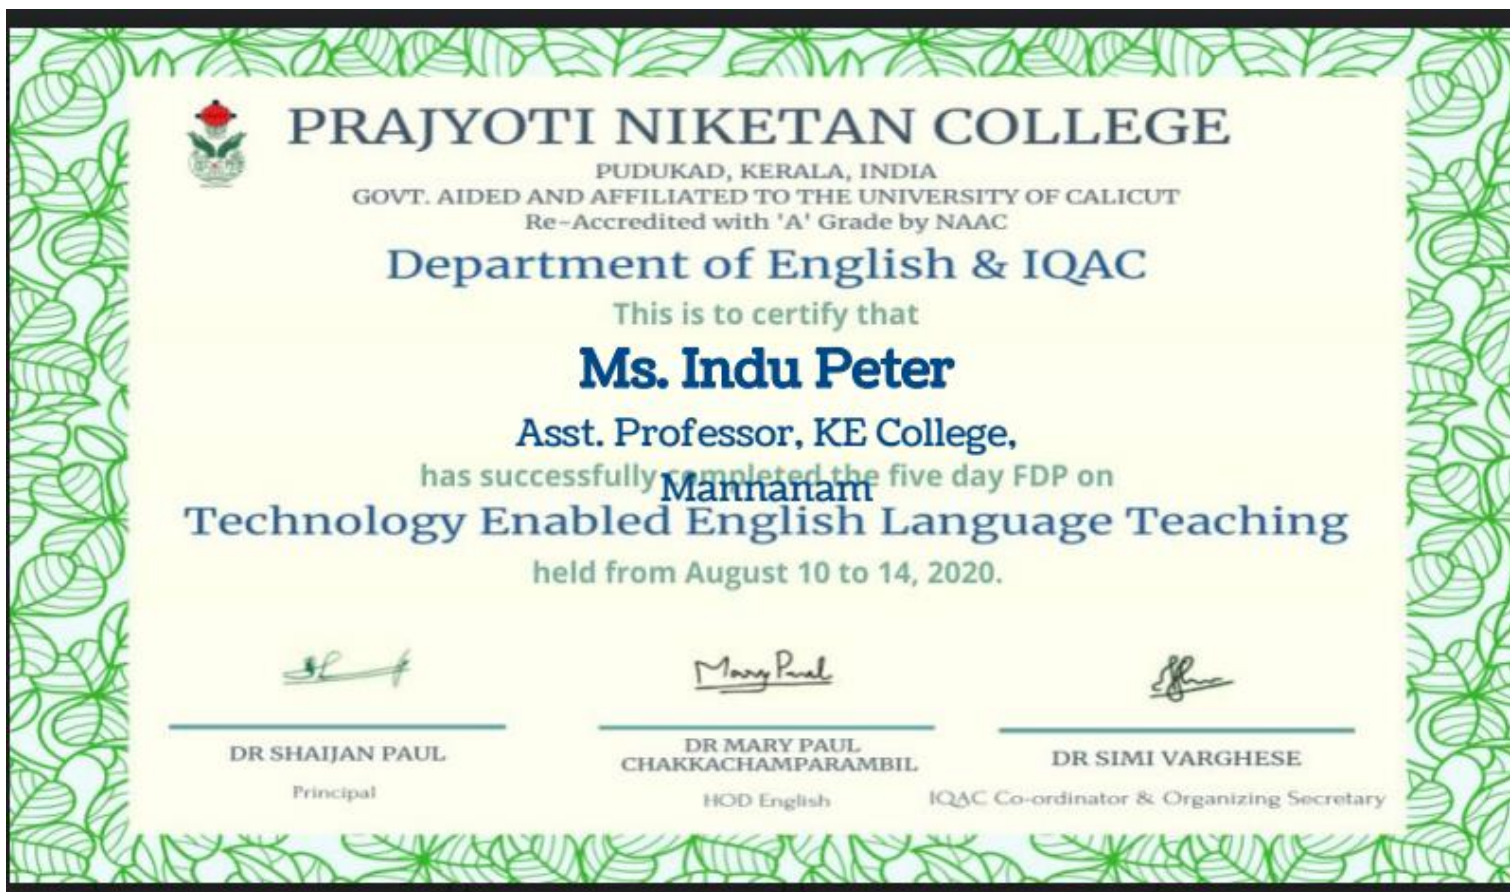 PRAJYOTI NIKETAN COLLEGE
PUDUKAD, KERALA, INDIA
GOVT. AIDED AND AFFILIATED TO THE UNIVERSITY OF CALICUT
Re-Accredited with 'A' Grade by NAAC
Department of English & IQAC
This is to certify that
Ms. Indu Peter
Asst. Professor, KE College,
has successfully completed the five day FDP on
Mannanam
Technology Enabled English Language Teaching
held from August 10 to 14, 2020.
Mary Paul
DR SHAIJAN PAUL
Principal
DR MARY PAUL
CHAKKACHAMPARAMBIL
HOD English
DR SIMI VARGHESE
IQAC Co-ordinator & Organizing Secretary